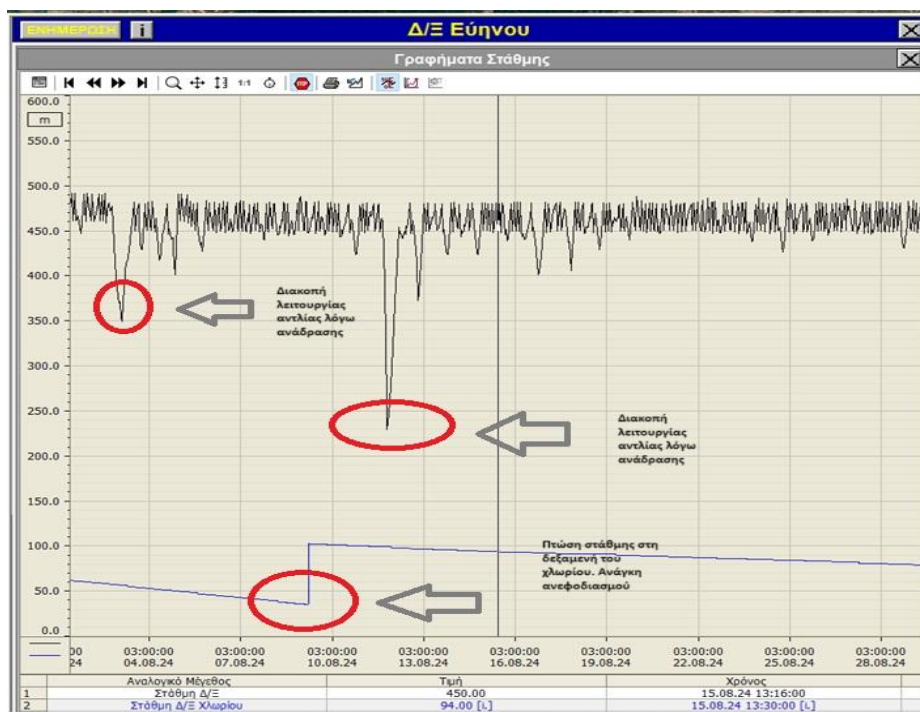 ΕΝΗΜΕΡΩΣΗ i Δ/Ξ Εύηνου
Γραφήματα Στάθμης
1:1 STOP
600.0
m
550.0
500.0
450.0
400.0
350.0
300.0
250.0
200.0
150.0
100.0
50.0
0.0
Διακοπή
λειτουργίας
αντλίας λόγω
ανάδρασης
Διακοπή
λειτουργίας
αντλίας λόγω
ανάδρασης
Πτώση στάθμης στη
δεξαμενή του
χλωρίου. Ανάγκη
ανεφοδιασμού
00 03:00:00 03:00:00 03:00:00 03:00:00 03:00:00 03:00:00 03:00:00 03:00:00 03:00:00
24 04.08.24 07.08.24 10.08.24 13.08.24 16.08.24 19.08.24 22.08.24 25.08.24 28.08.24
Αναλογικό Μέγεθος Τιμή Χρόνος
1 Στάθμη Δ/Ξ 450.00 15.08.24 13:16:00
2 Στάθμη Δ/Ξ Χλωρίου 94.00 [i.] 15.08.24 13:30:00 [i.]